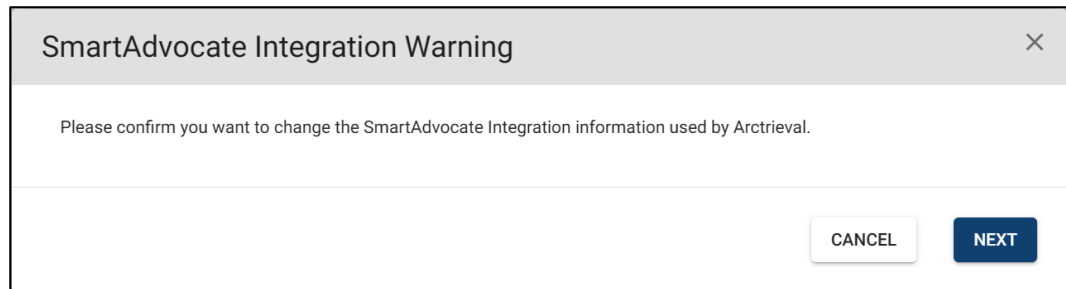 SmartAdvocate Integration Warning
Please confirm you want to change the SmartAdvocate Integration information used by Arctrieval.
CANCEL
NEXT